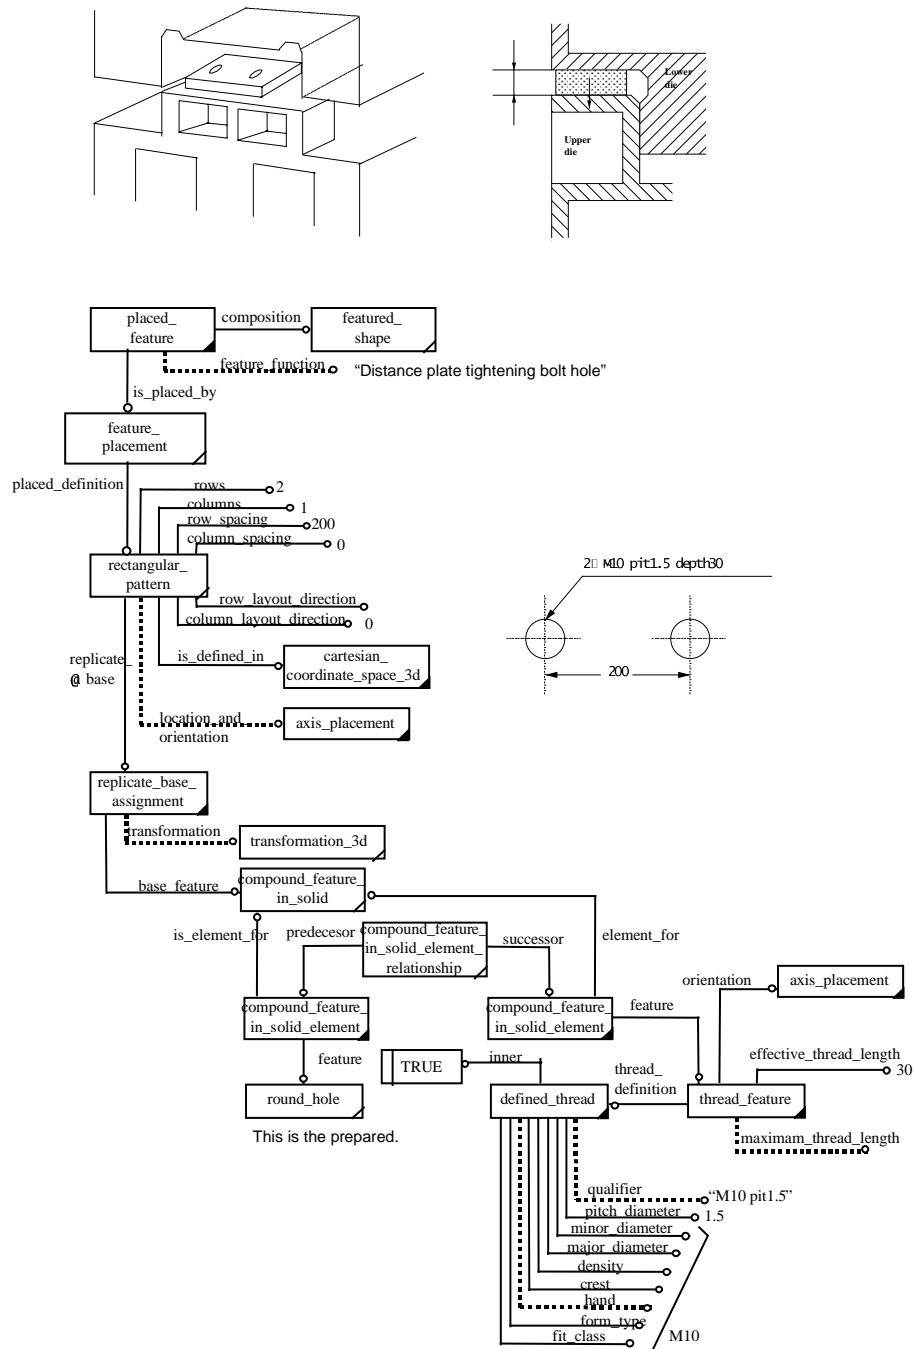 Lower
die
Upper
die
placed_
feature
composition
featured_
shape
feature_function
“Distance plate tightening bolt hole”
is_placed_by
feature_
placement
placed_definition
rows
2
columns
1
row_spacing
200
column_spacing
0
rectangular_
pattern
row_layout_direction
column_layout_direction
0
2□ M10 pit1.5 depth30
200
replicate_
@ base
is_defined_in
cartesian_
coordinate_space_3d
location_and
orientation
axis_placement
replicate_base_
assignment
transformation
transformation_3d
base_feature
compound_feature_
in_solid
is_element_for
predecesor
compound_feature_
in_solid_element_
relationship
successor
element_for
orientation
axis_placement
compound_feature_
in_solid_element
compound_feature_
in_solid_element
feature
feature
TRUE
inner
thread_
definition
effective_thread_length
30
round_hole
defined_thread
thread_feature
This is the prepared.
maximam_thread_length
qualifier
“M10 pit1.5”
pitch_diameter
1.5
minor_diameter
major_diameter
density
crest
hand
form_type
fit_class
M10